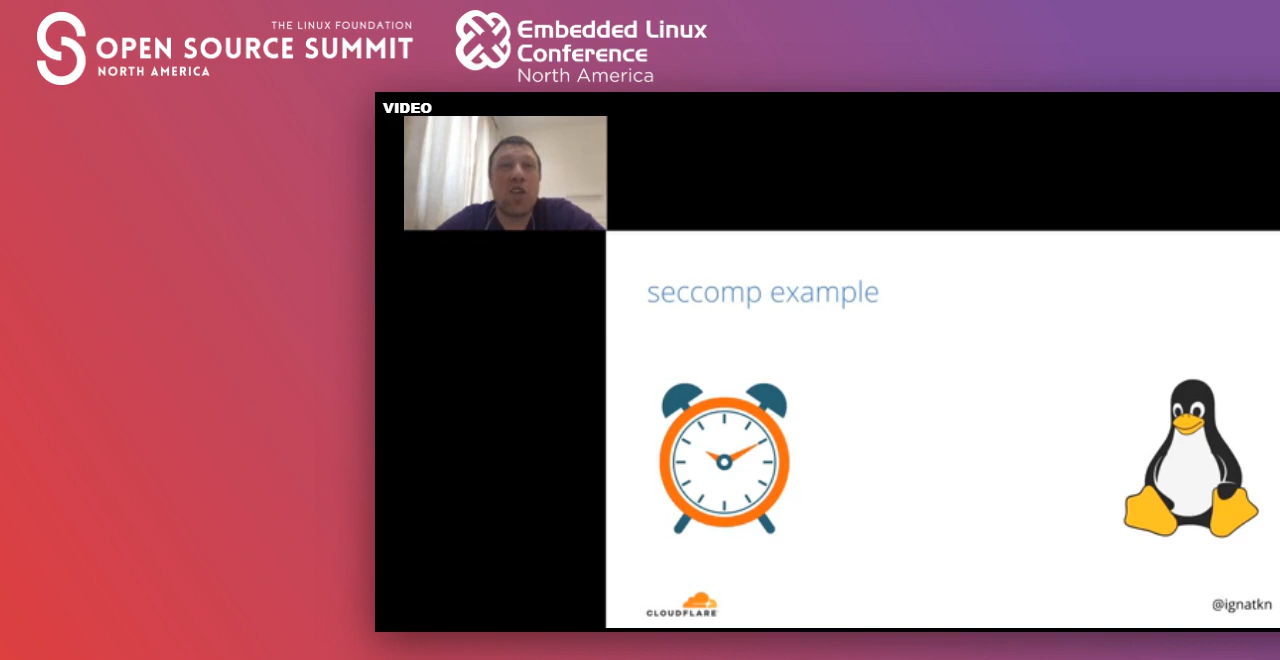 THE LINUX FOUNDATION
OPEN SOURCE SUMMIT
NORTH AMERICA
Embedded Linux
Conference
North America
VIDEO
seccomp example
CLOUDFLARE
@ignatkn